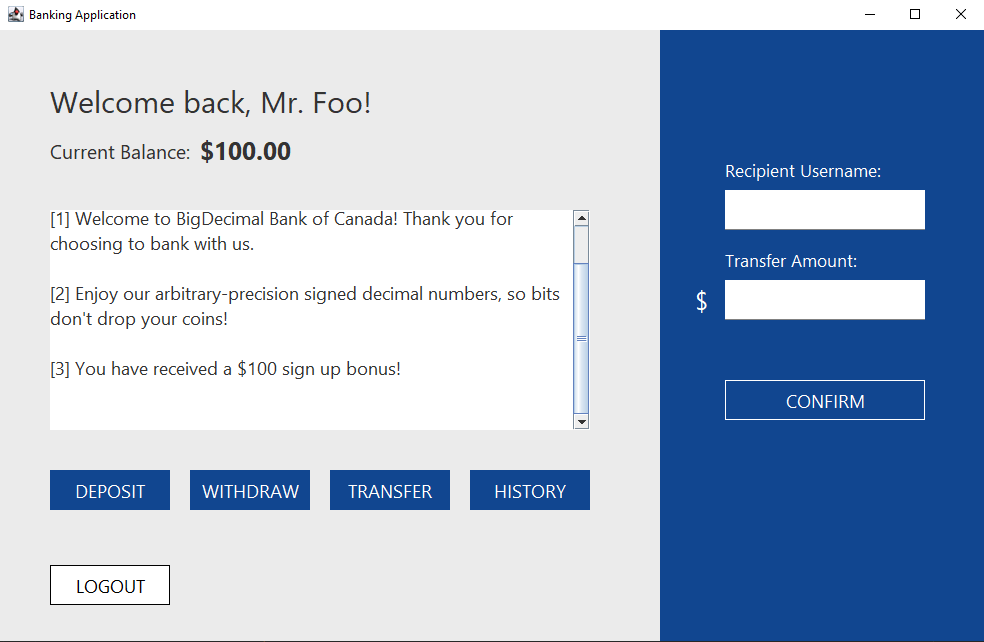 Banking Application
Welcome back, Mr. Foo!
Current Balance: $100.00
[1] Welcome to BigDecimal Bank of Canada! Thank you for
choosing to bank with us.
[2] Enjoy our arbitrary-precision signed decimal numbers, so bits
don't drop your coins!
[3] You have received a $100 sign up bonus!
DEPOSIT
WITHDRAW
TRANSFER
HISTORY
LOGOUT
Recipient Username:
Transfer Amount:
$
CONFIRM